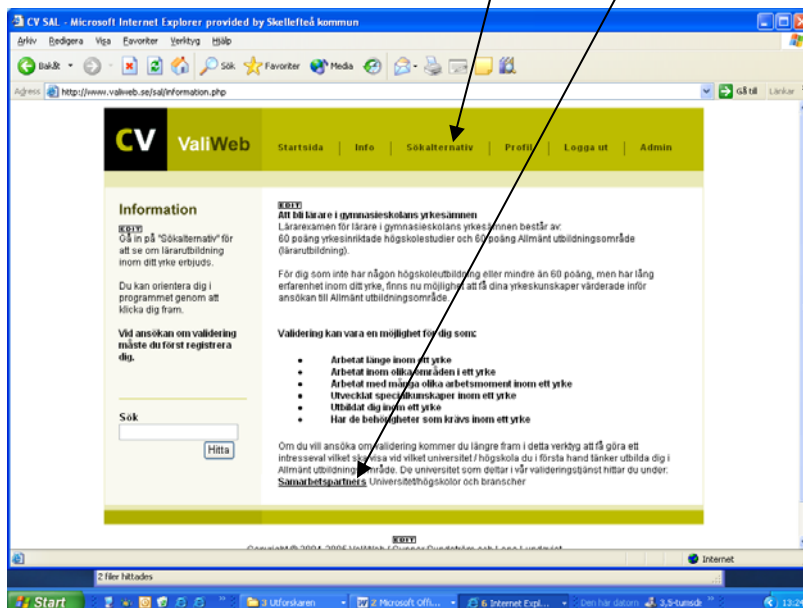 CV SAL - Microsoft Internet Explorer provided by Skellefteå kommun
Arkiv Redigera Visa Favoriter Verktyg Hjälp
Bakåt Sök Favoriter Media
Adress http://www.valiweb.se/sal/information.php Gå till Länkar
CV ValiWeb
Startsida | Info | Sökalternativ | Profil | Logga ut | Admin
Information
EDIT
Gå in på "Sökalternativ" för
att se om lärarutbildning
inom ditt yrke erbjuds.
Du kan orientera dig i
programmet genom att
klicka dig fram.
Vid ansökan om validering
måste du först registrera
dig.
Sök
Hitta
EDIT
Att bli lärare i gymnasieskolans yrkesämnen
Lärarexamen för lärare i gymnasieskolans yrkesämnen består av:
60 poäng yrkesinriktade högskolestudier och 60 poäng Allmänt utbildningsområde
(lärarutbildning).
För dig som inte har någon högskoleutbildning eller mindre än 60 poäng, men har lång
erfarenhet inom ditt yrke, finns nu möjlighet att få dina yrkeskunskaper värderade inför
ansökan till Allmänt utbildningsområde.
Validering kan vara en möjlighet för dig som:
• Arbetat länge inom ett yrke
• Arbetat inom olika områden i ett yrke
• Arbetat med många olika arbetsmoment inom ett yrke
• Utvecklat specialkunskaper inom ett yrke
• Utbildat dig inom ett yrke
• Har de behörigheter som krävs inom ett yrke
Om du vill ansöka om validering kommer du längre fram i detta verktyg att få göra ett
intresseval vilket ska visa vid vilket universitet / högskola du i första hand tänker utbilda dig i
Allmänt utbildningsområde. De universitet som deltar i vår valideringstjänst hittar du under:
Samarbetspartners Universitet/högskolor och branscher
EDIT
Copyright © 2004-2005 ValiWeb / Gunnar Sundström och Lena Lundqvist
Internet
2 filer hittades
Start 3 Utforskaren 2 Microsoft Offi... 6 Internet Expl... Den här datorn 3,5-tumsdi